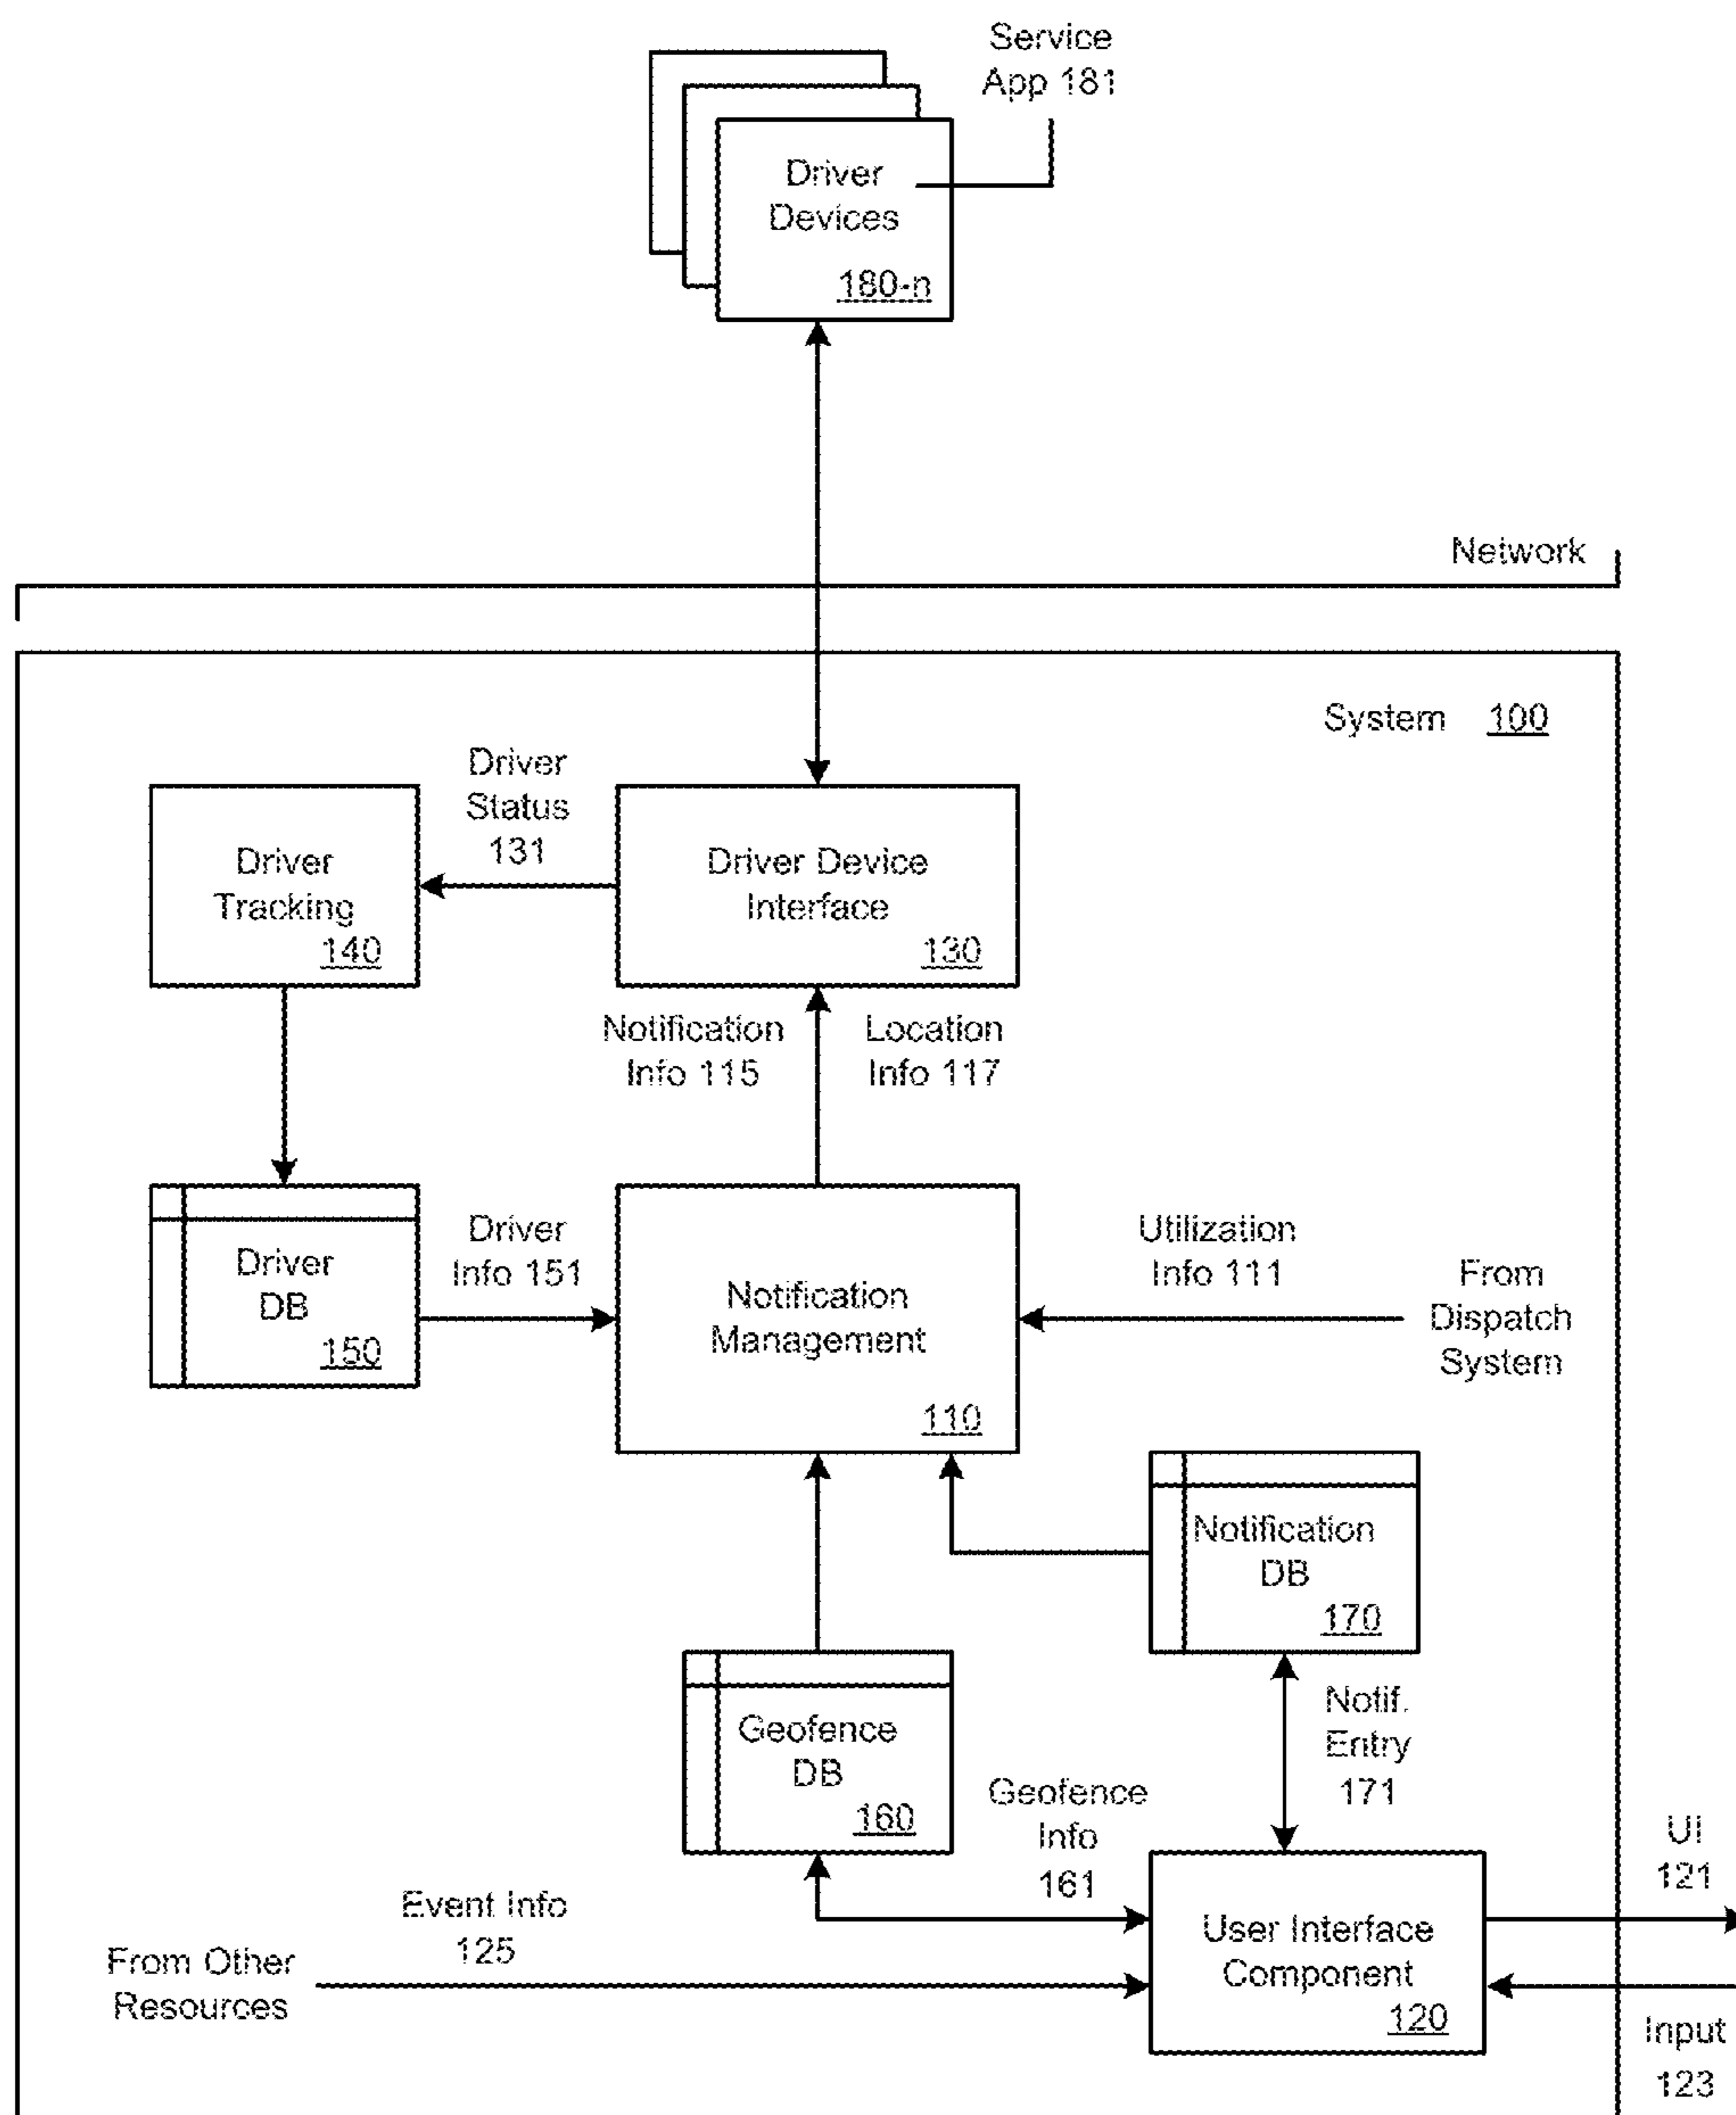 Service
App 181
Driver
Devices
180-n
Network
System 100
Driver
Status
131
Driver
Tracking
140
Driver Device
Interface
130
Notification
Info 115
Location
Info 117
Driver
DB
150
Driver
Info 151
Notification
Management
110
Utilization
Info 111
From
Dispatch
System
Notification
DB
170
Geofence
DB
160
Notif.
Entry
171
Geofence
Info
161
Event Info
125
From Other
Resources
User Interface
Component
120
UI
121
Input
123